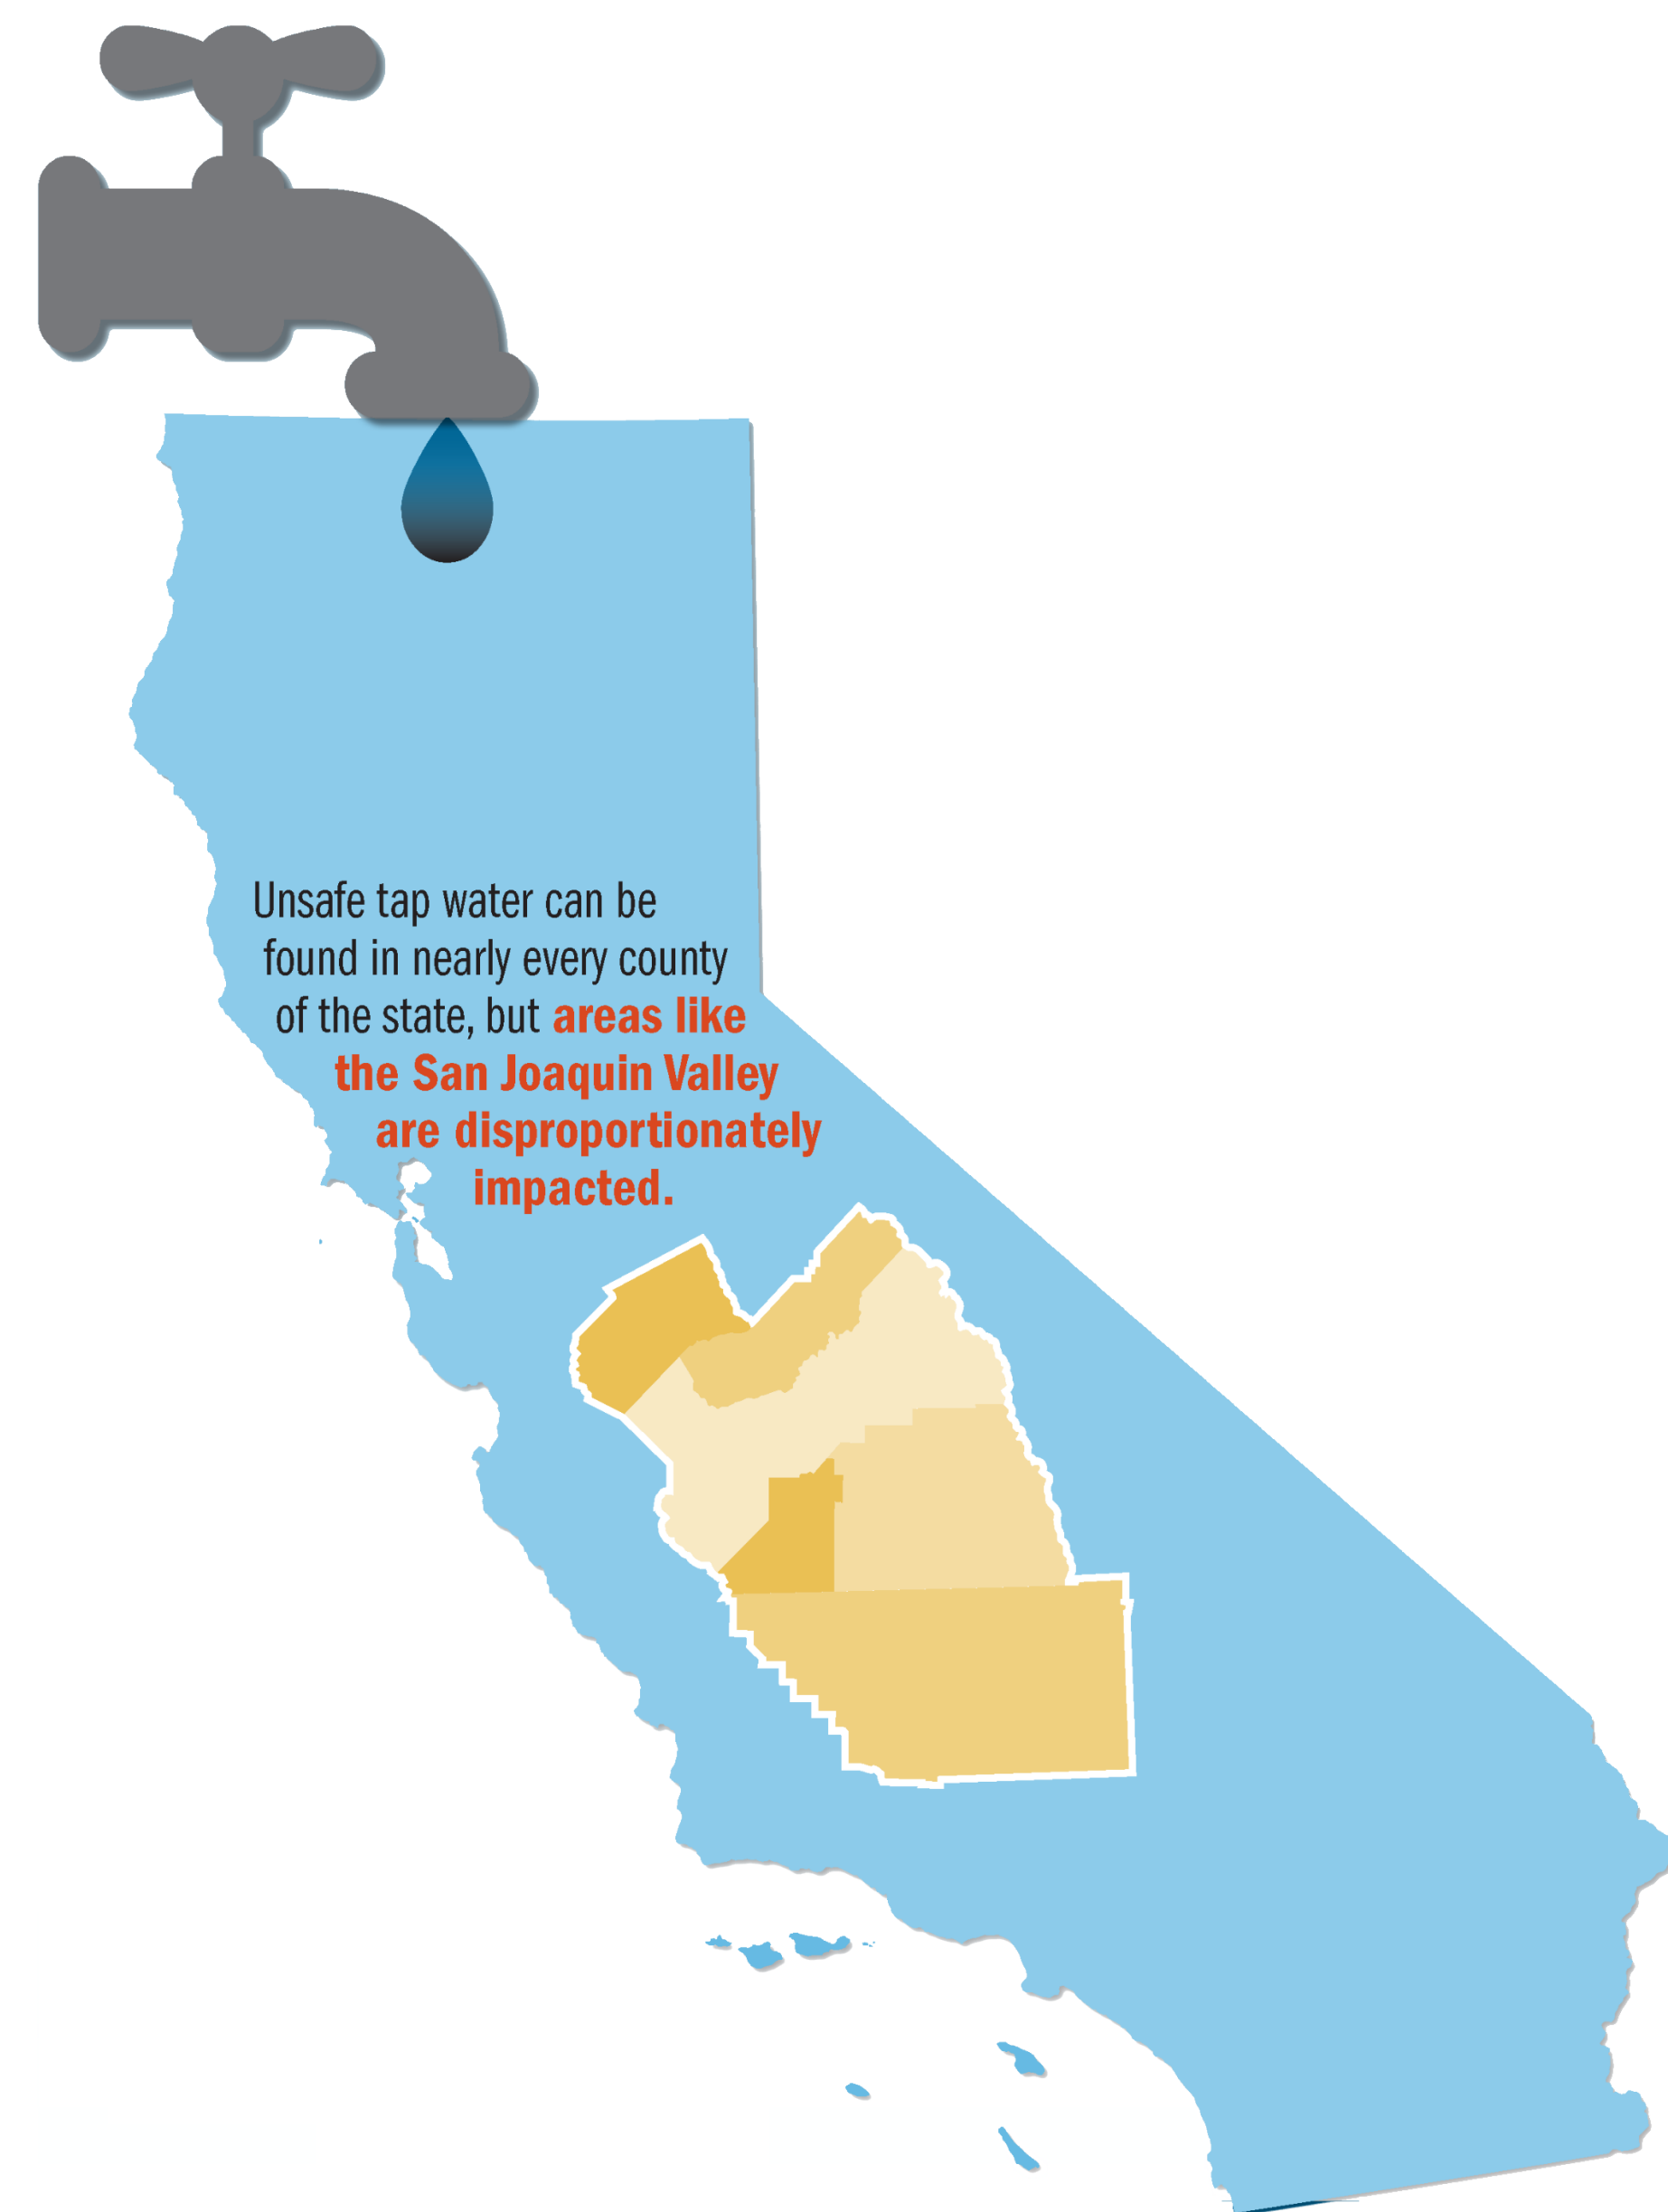 Unsafe tap water can be
found in nearly every county
of the state, but areas like
the San Joaquin Valley
are disproportionately
impacted.